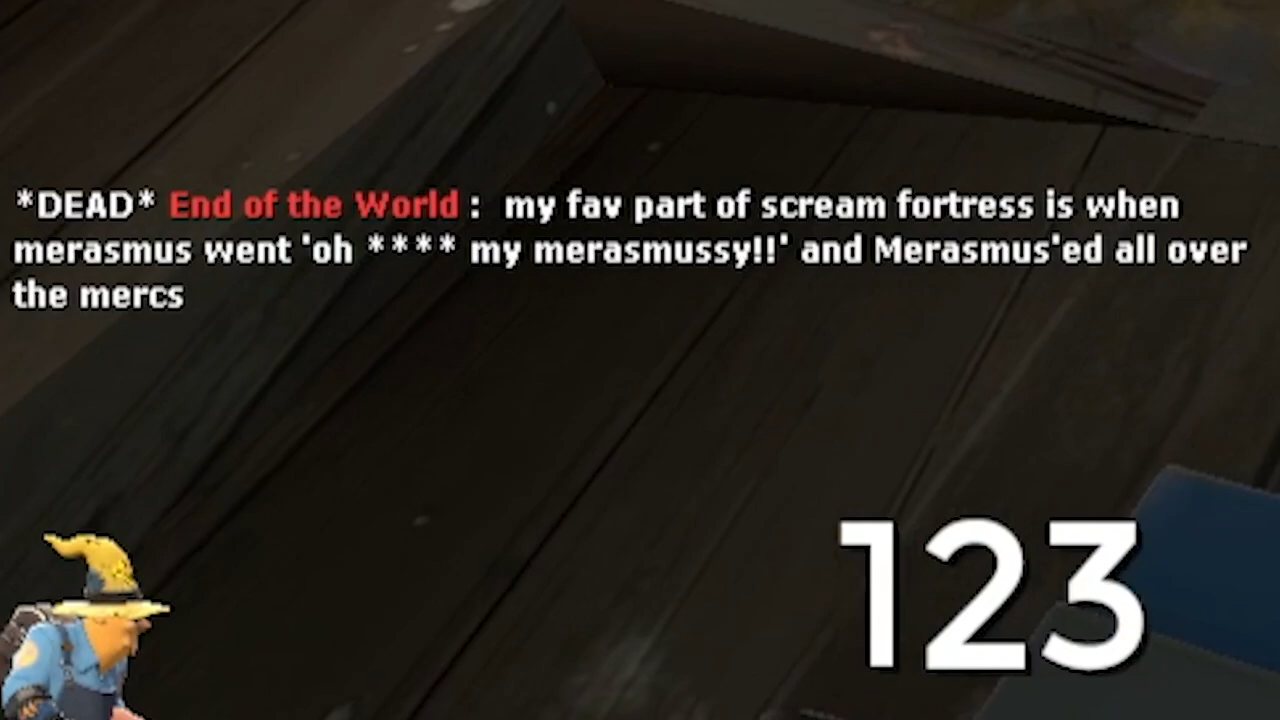 *DEAD* End of the World :  my fav part of scream fortress is when
merasmus went 'oh **** my merasmussy!!' and Merasmus'ed all over
the mercs
123